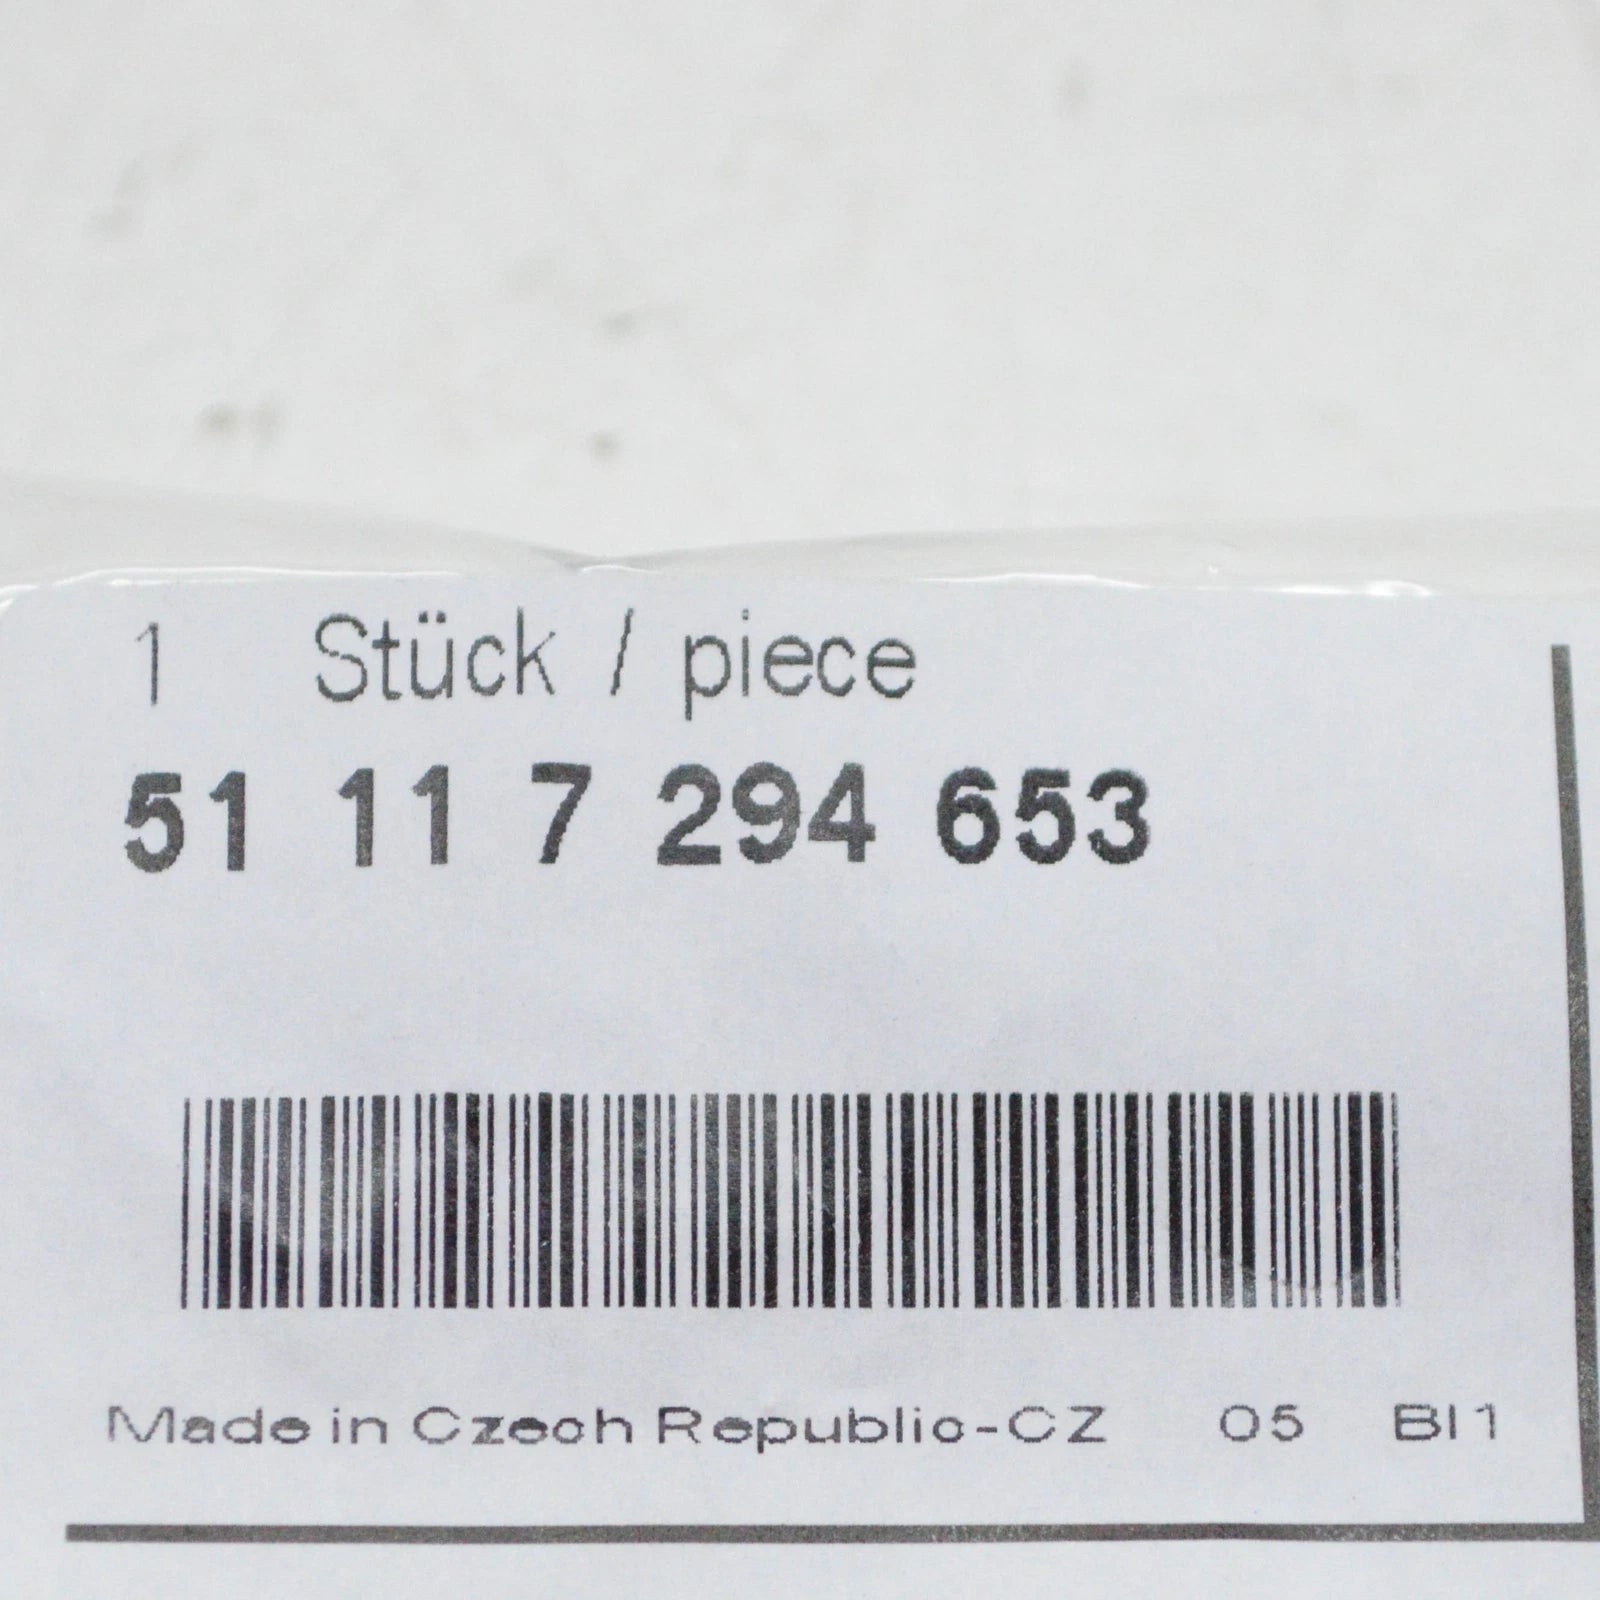 1 Stück / piece
51 11 7 294 653
Made in Czech Republic-CZ 05 BI1